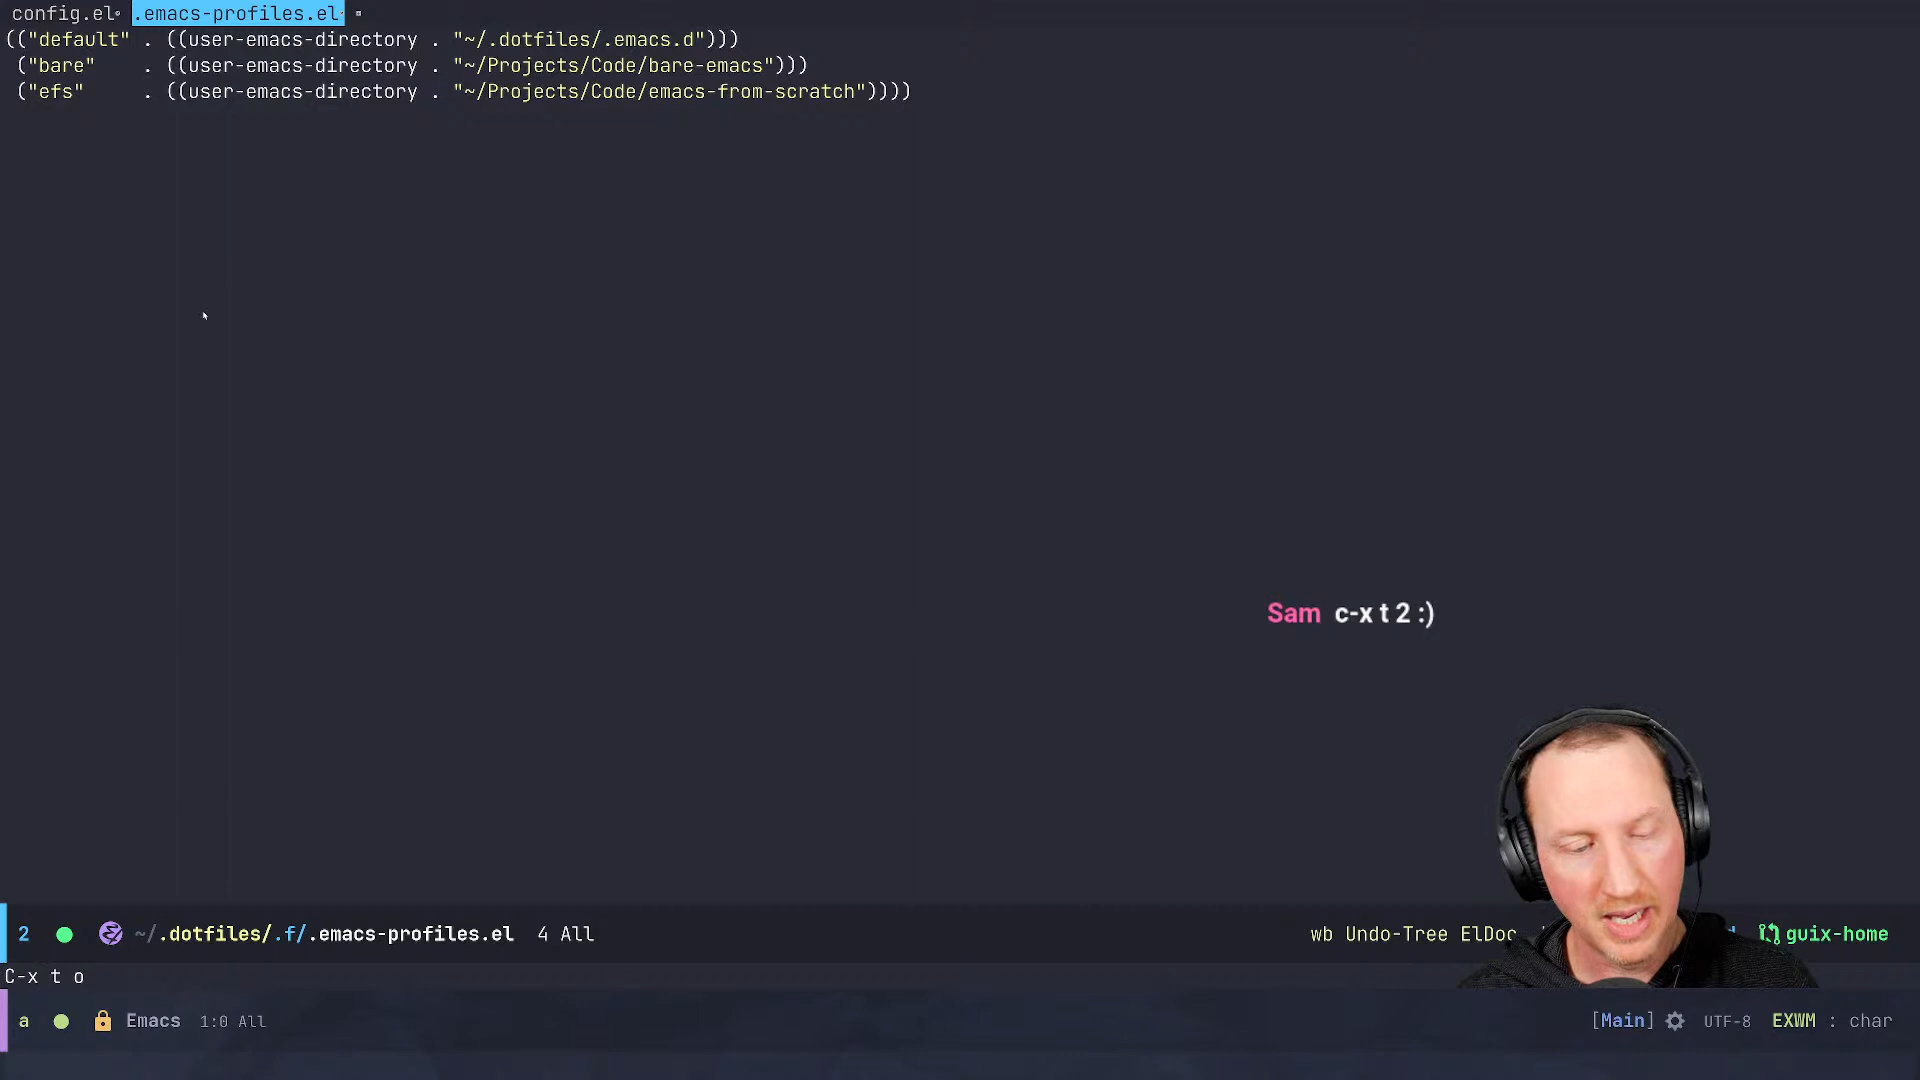 config.el
.emacs-profiles.el
(("default" . ((user-emacs-directory . "~/.dotfiles/.emacs.d")))
("bare" . ((user-emacs-directory . "~/Projects/Code/bare-emacs")))
("efs" . ((user-emacs-directory . "~/Projects/Code/emacs-from-scratch"))))
Sam c-x t 2 :)
2 ~/.dotfiles/.f/.emacs-profiles.el 4 All wb Undo-Tree ElDoc guix-home
C-x t o
a Emacs 1:0 All [Main] UTF-8 EXWM : char